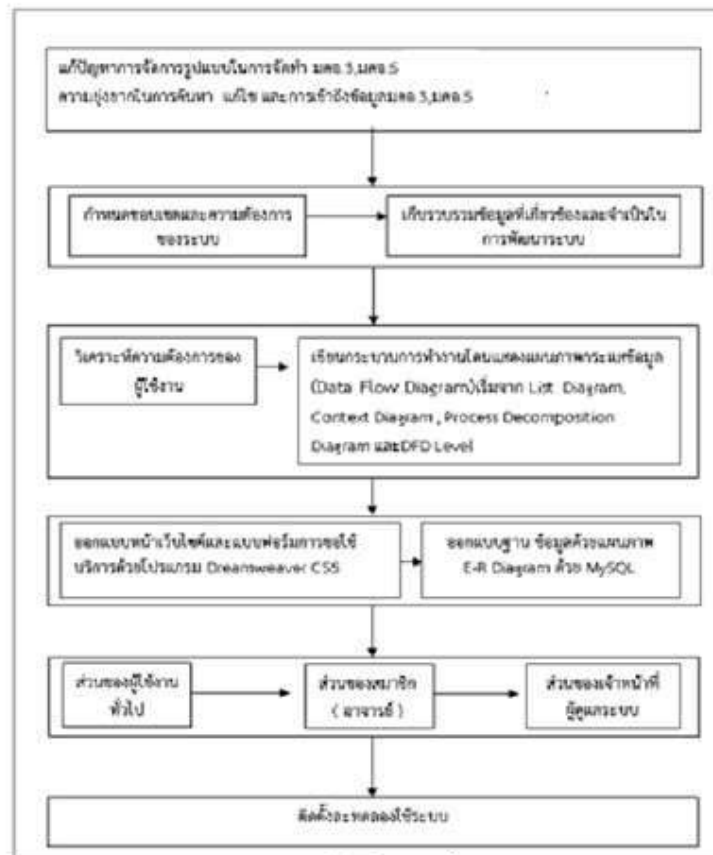 แก้ปัญหาการจัดการรูปแบบในการจัดทำ มคอ.3,มคอ.5
ความยุ่งยากในการค้นหา แก้ไข และการเข้าถึงข้อมูลมคอ.3,มคอ.5
กำหนดขอบเขตและความต้องการ
ของระบบ
เก็บรวบรวมข้อมูลที่เกี่ยวข้องและจำเป็นใน
การพัฒนาระบบ
วิเคราะห์ความต้องการของ
ผู้ใช้งาน
เขียนกระบวนการทำงานโดยแสดงแผนภาพกระแสข้อมูล
(Data Flow Diagram)เริ่มจาก List Diagram,
Context Diagram , Process Decomposition
Diagram และDFD Level
ออกแบบหน้าเว็บไซต์และแบบฟอร์มการขอใช้
บริการด้วยโปรแกรม Dreamweaver CS5
ออกแบบฐาน ข้อมูลด้วยแผนภาพ
E-R Diagram ด้วย MySQL
ส่วนของผู้ใช้งาน
ทั่วไป
ส่วนของสมาชิก
( อาจารย์ )
ส่วนของเจ้าหน้าที่
ผู้ดูแลระบบ
ติดตั้งละทดลองใช้ระบบ